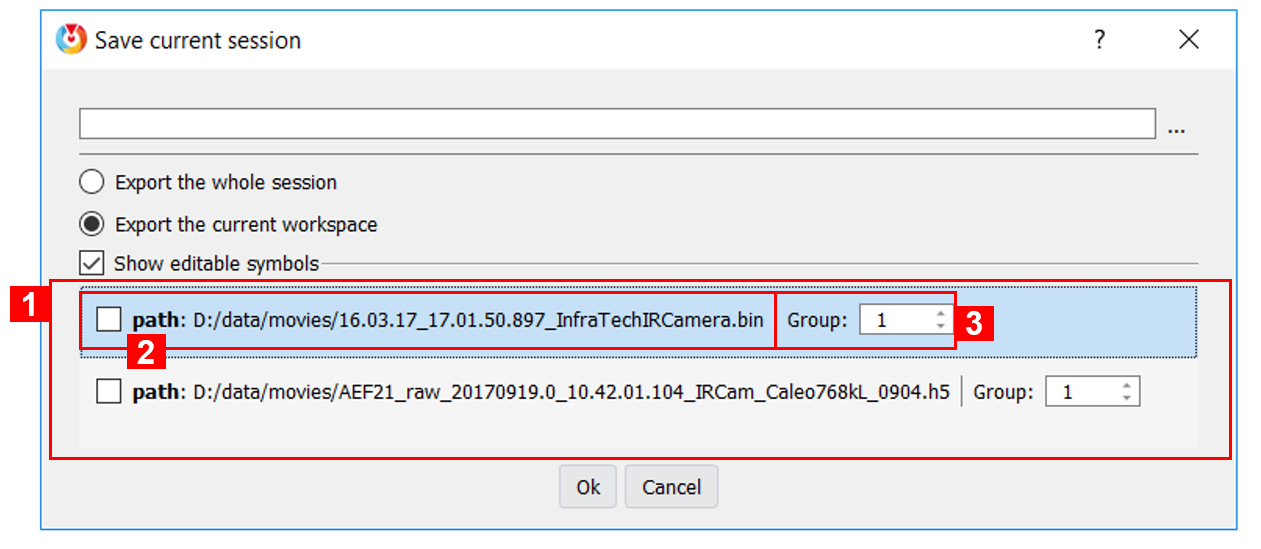 Save current session ?
...
Export the whole session
Export the current workspace
Show editable symbols
1
path: D:/data/movies/16.03.17_17.01.50.897_InfraTechIRCamera.bin Group: 1 3
2
path: D:/data/movies/AEF21_raw_20170919.0_10.42.01.104_IRCam_Caleo768kL_0904.h5 Group: 1
Ok Cancel